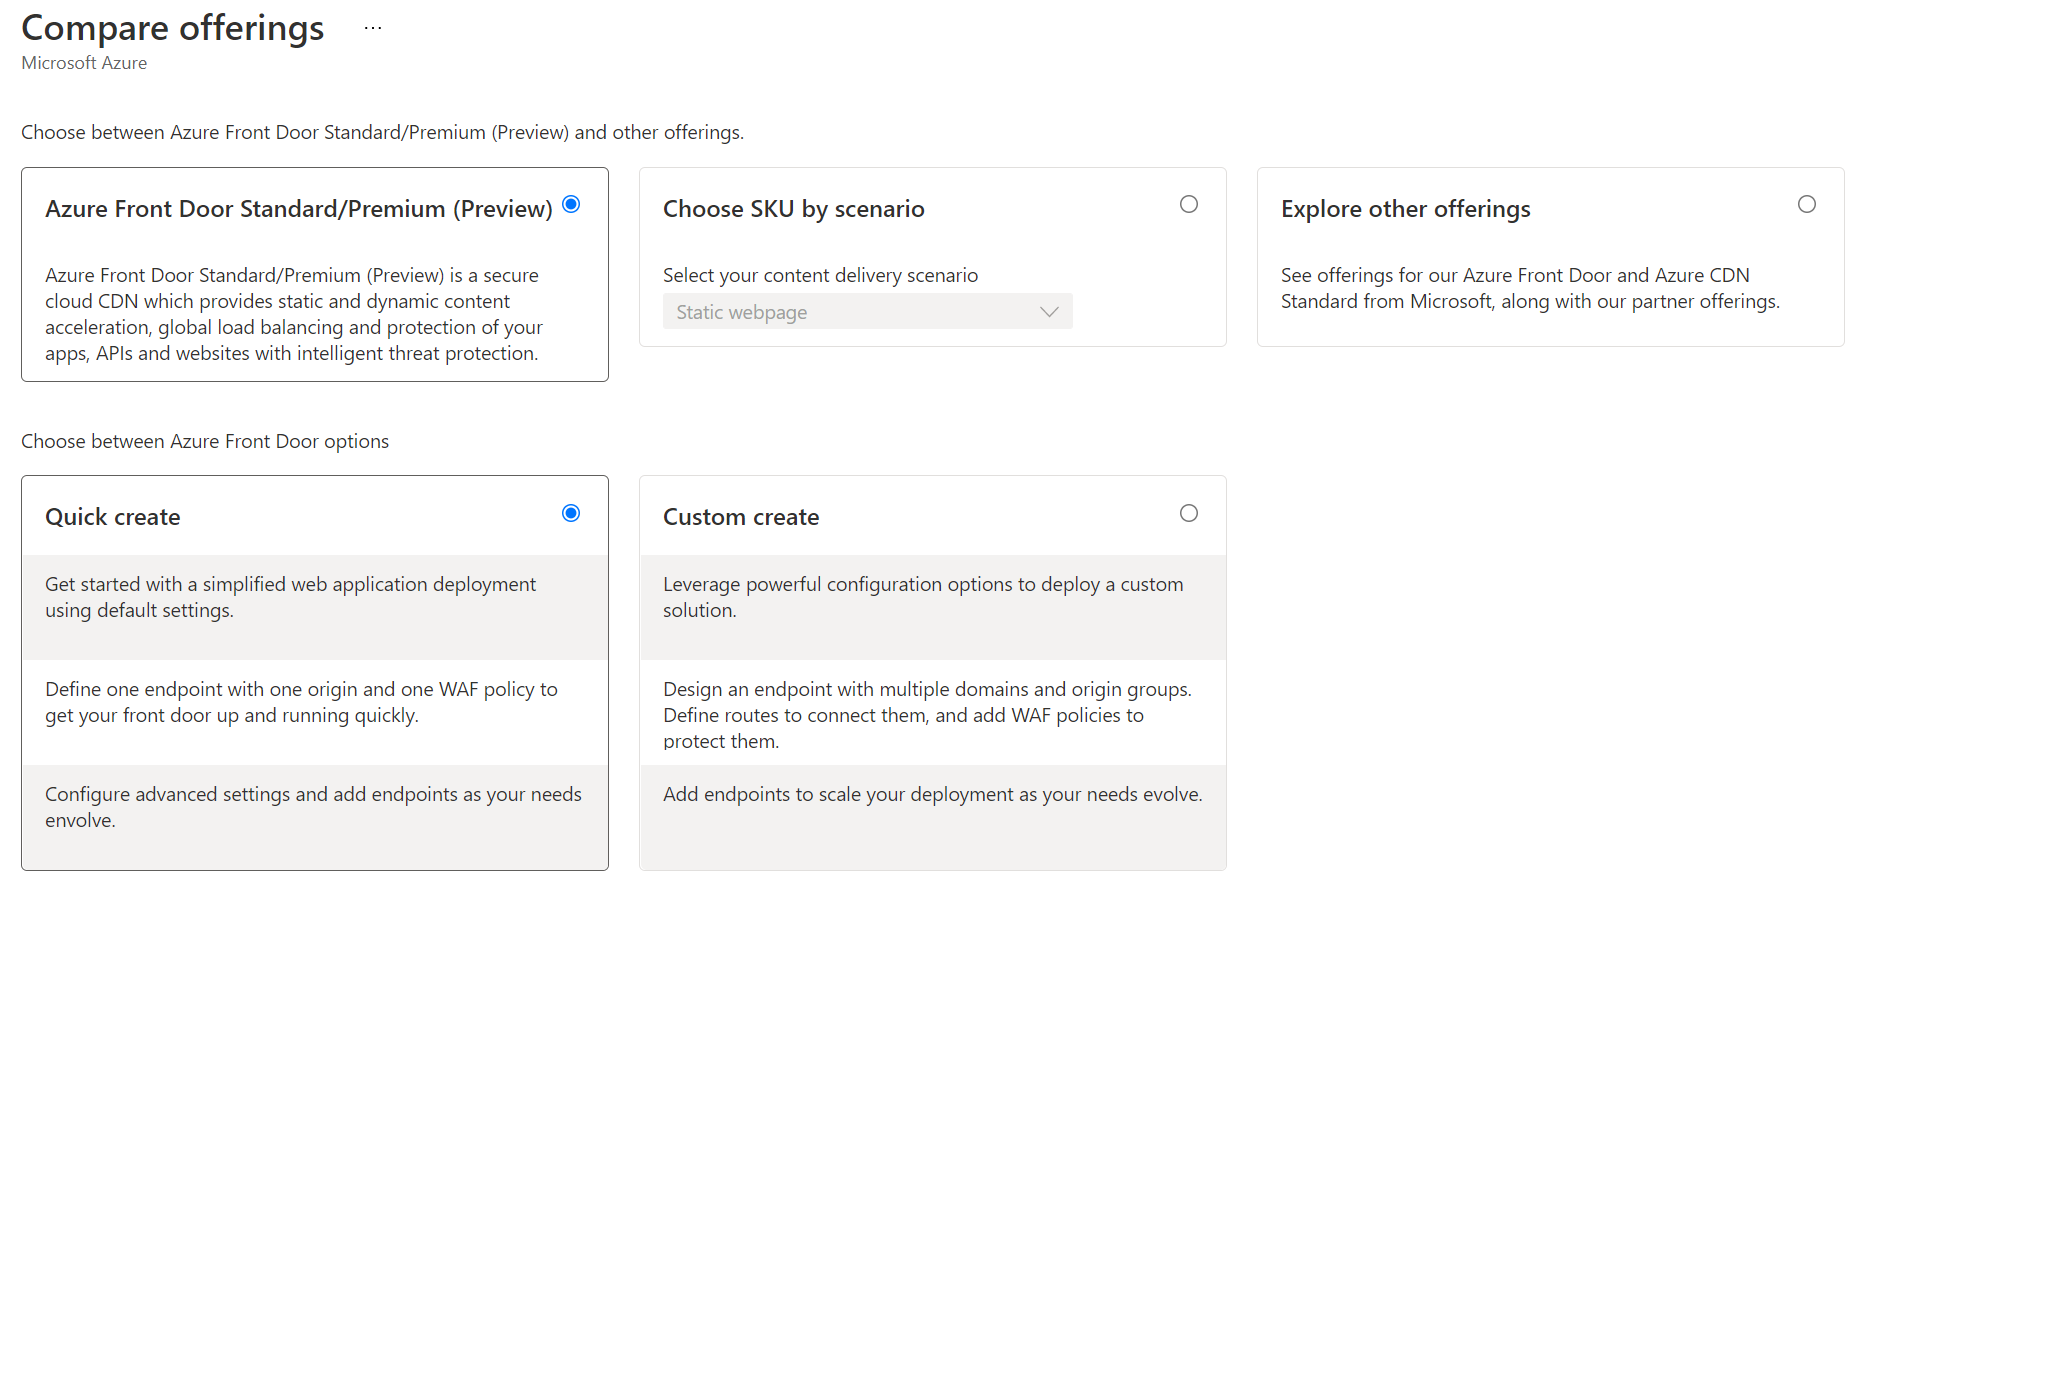 Compare offerings ...
Microsoft Azure
Choose between Azure Front Door Standard/Premium (Preview) and other offerings.
Azure Front Door Standard/Premium (Preview)
Azure Front Door Standard/Premium (Preview) is a secure
cloud CDN which provides static and dynamic content
acceleration, global load balancing and protection of your
apps, APIs and websites with intelligent threat protection.
Choose SKU by scenario
Select your content delivery scenario
Static webpage
Explore other offerings
See offerings for our Azure Front Door and Azure CDN
Standard from Microsoft, along with our partner offerings.
Choose between Azure Front Door options
Quick create
Get started with a simplified web application deployment
using default settings.
Define one endpoint with one origin and one WAF policy to
get your front door up and running quickly.
Configure advanced settings and add endpoints as your needs
envolve.
Custom create
Leverage powerful configuration options to deploy a custom
solution.
Design an endpoint with multiple domains and origin groups.
Define routes to connect them, and add WAF policies to
protect them.
Add endpoints to scale your deployment as your needs evolve.